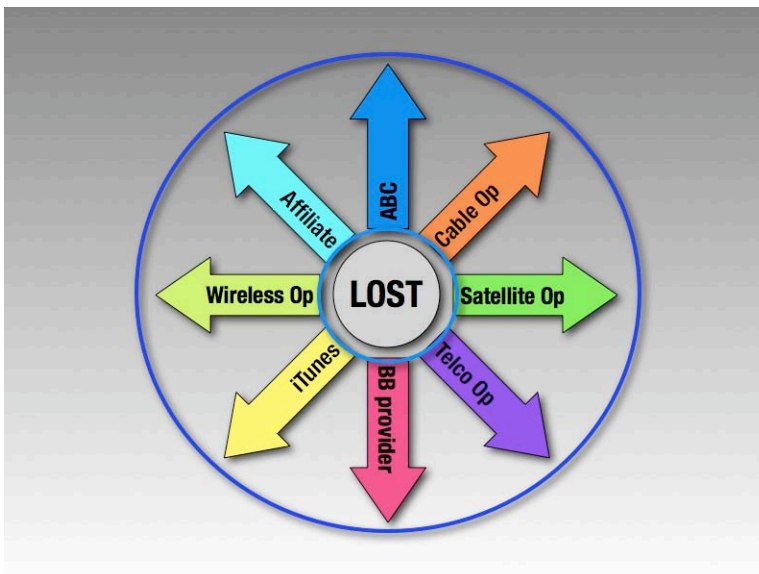 ABC
Cable Op
Satellite Op
Telco Op
BB provider
iTunes
Wireless Op
Affiliate
LOST